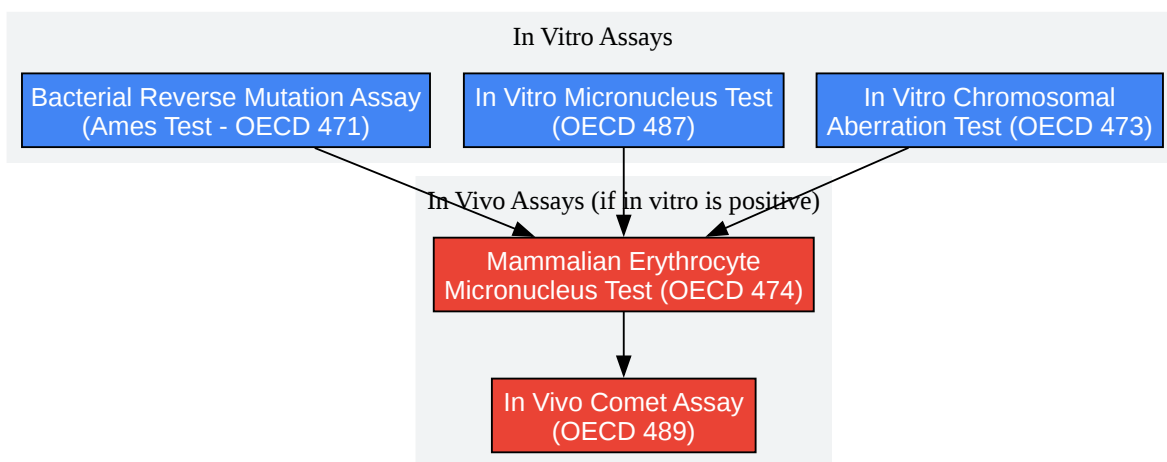 In Vitro Assays
Bacterial Reverse Mutation Assay
(Ames Test - OECD 471)
In Vitro Micronucleus Test
(OECD 487)
In Vitro Chromosomal
Aberration Test (OECD 473)
In Vivo Assays (if in vitro is positive)
Mammalian Erythrocyte
Micronucleus Test (OECD 474)
In Vivo Comet Assay
(OECD 489)